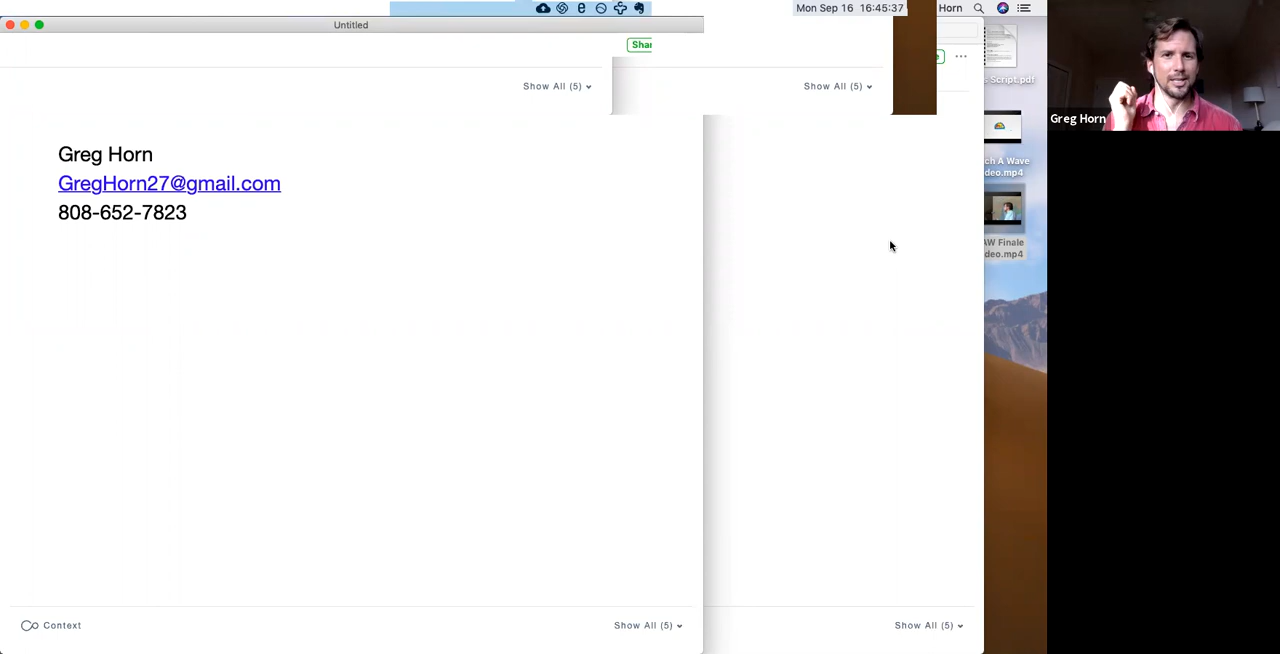 Mon Sep 16 16:45:37
Horn
Untitled
Shar
Show All (5)
Show All (5)
s Script.pdf
Greg Horn
Greg Horn
GregHorn27@gmail.com
808-652-7823
ch A Wave
deo.mp4
AW Finale
deo.mp4
Context
Show All (5)
Show All (5)